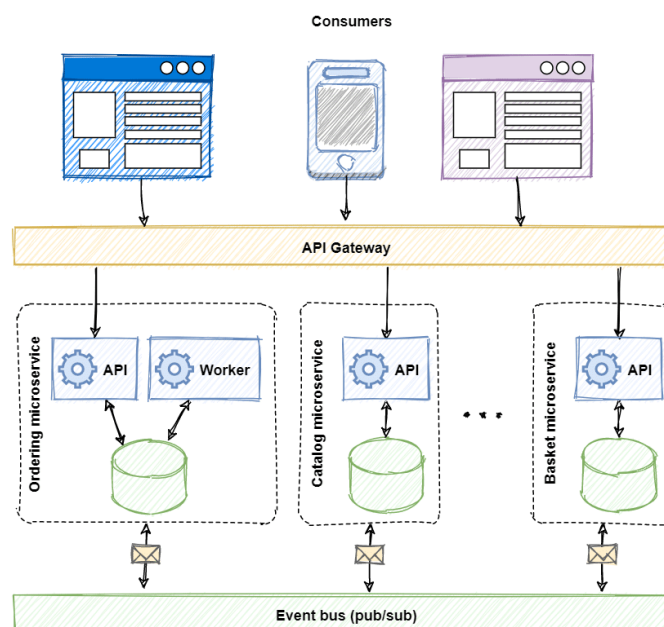 Consumers
API Gateway
Ordering microservice
API
Worker
Catalog microservice
API
Basket microservice
API
Event bus (pub/sub)